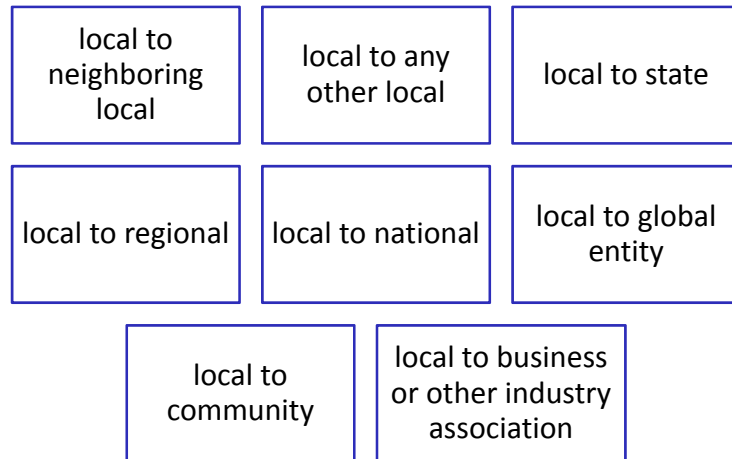 local to
neighboring
local
local to any
other local
local to state
local to regional
local to national
local to global
entity
local to
community
local to business
or other industry
association